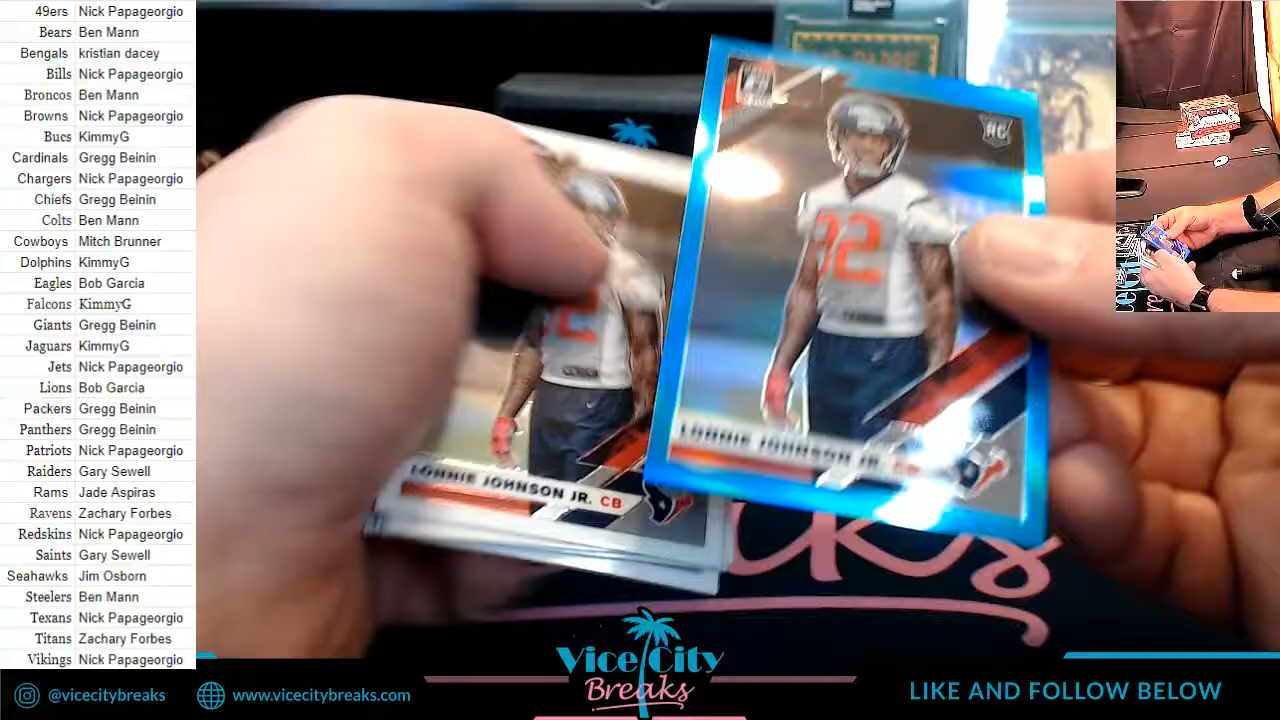 49ers Nick Papageorgio
Bears Ben Mann
Bengals kristian dacey
Bills Nick Papageorgio
Broncos Ben Mann
Browns Nick Papageorgio
Bucs KimmyG
Cardinals Gregg Beinin
Chargers Nick Papageorgio
Chiefs Gregg Beinin
Colts Ben Mann
Cowboys Mitch Brunner
Dolphins KimmyG
Eagles Bob Garcia
Falcons KimmyG
Giants Gregg Beinin
Jaguars KimmyG
Jets Nick Papageorgio
Lions Bob Garcia
Packers Gregg Beinin
Panthers Gregg Beinin
Patriots Nick Papageorgio
Raiders Gary Sewell
Rams Jade Aspiras
Ravens Zachary Forbes
Redskins Nick Papageorgio
Saints Gary Sewell
Seahawks Jim Osborn
Steelers Ben Mann
Texans Nick Papageorgio
Titans Zachary Forbes
Vikings Nick Papageorgio
RC
32
LONNIE JOHNSON JR. CB
LONNIE JOHNSON JR. CB
@vicecitybreaks
www.vicecitybreaks.com
Vice City
Breaks
LIKE AND FOLLOW BELOW